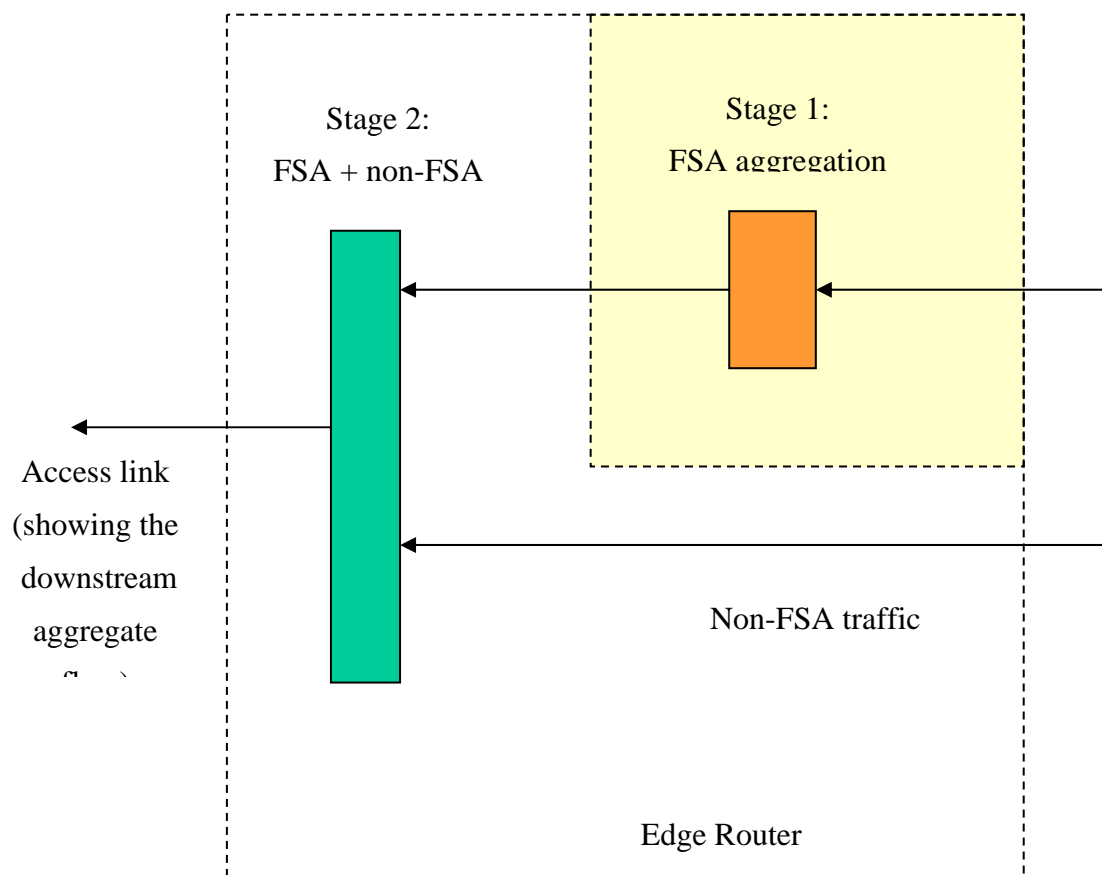 Stage 2:
FSA + non-FSA
Stage 1:
FSA aggregation
Access link
(showing the
downstream
aggregate
Non-FSA traffic
Edge Router